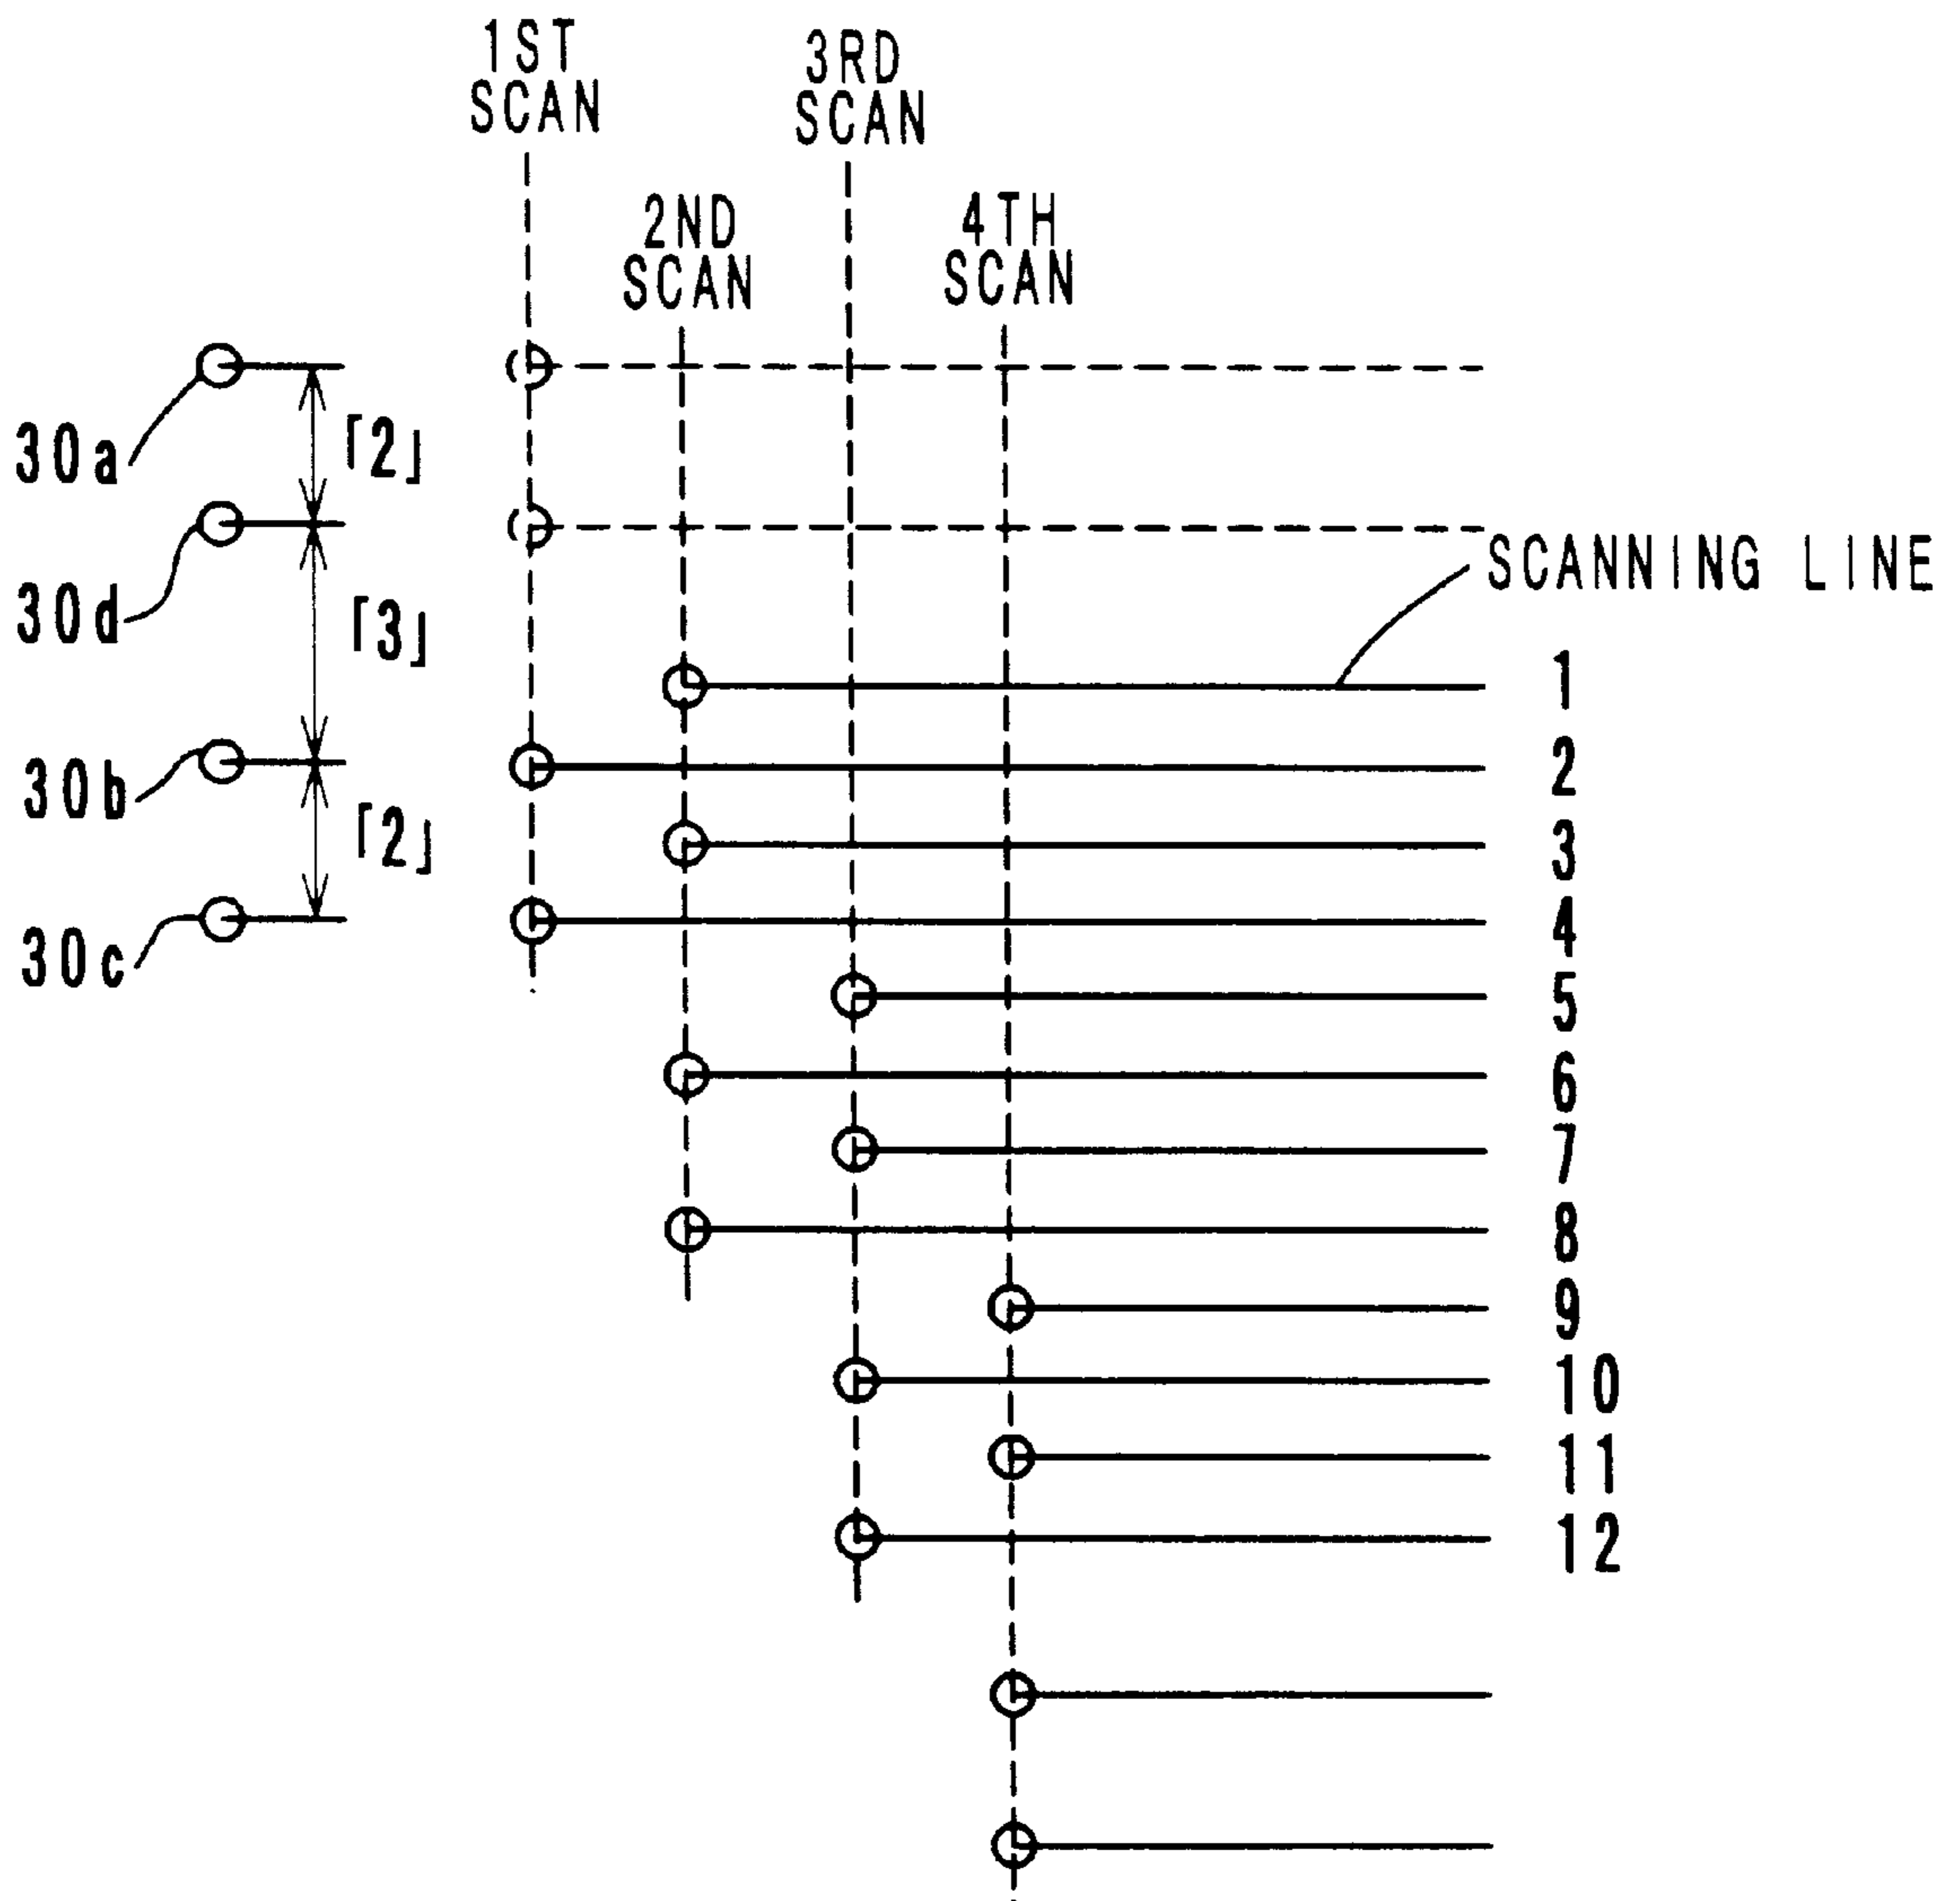 1ST
SCAN
3RD
SCAN
2ND
SCAN
4TH
SCAN
30a
「2」
30d
「3」
SCANNING LINE
30b
「2」
30c
1
2
3
4
5
6
7
8
9
10
11
12